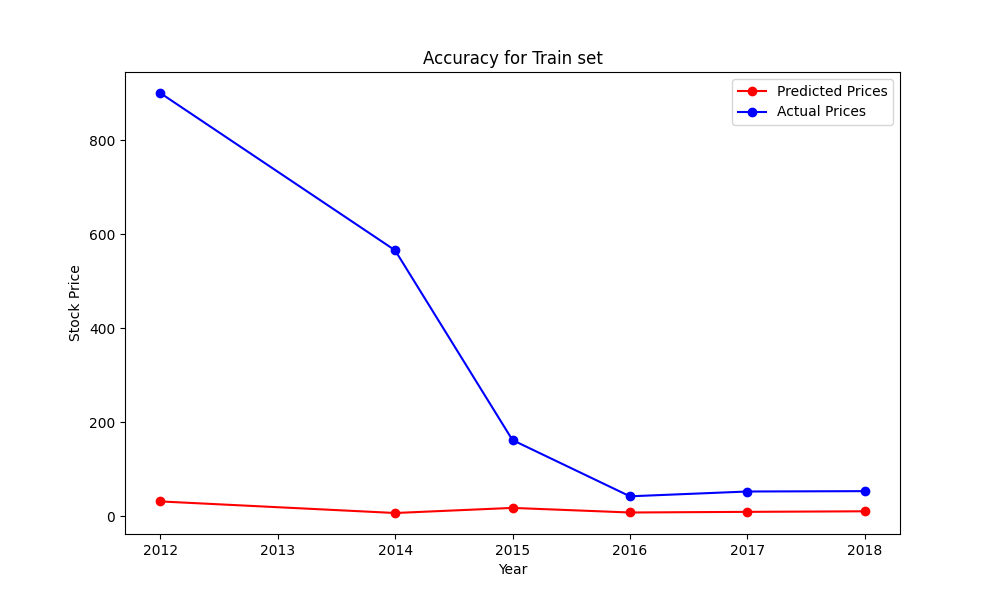 Accuracy for Train set
Predicted Prices
Actual Prices
800
600
400
200
0
Stock Price
2012 2013 2014 2015 2016 2017 2018
Year